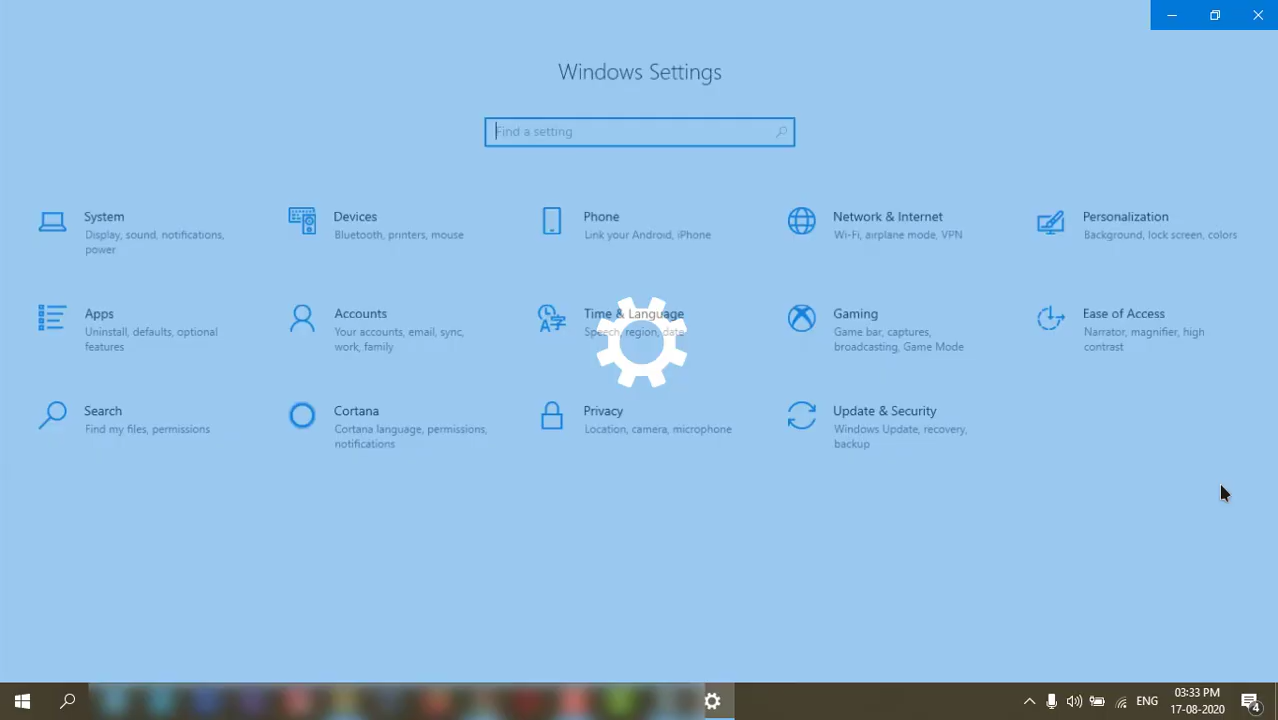 Windows Settings
Find a setting
System
Display, sound, notifications,
power
Devices
Bluetooth, printers, mouse
Phone
Link your Android, iPhone
Network & Internet
Wi-Fi, airplane mode, VPN
Personalization
Background, lock screen, colors
Apps
Uninstall, defaults, optional
features
Accounts
Your accounts, email, sync,
work, family
Time & Language
Speech, region, date
Gaming
Game bar, captures,
broadcasting, Game Mode
Ease of Access
Narrator, magnifier, high
contrast
Search
Find my files, permissions
Cortana
Cortana language, permissions,
notifications
Privacy
Location, camera, microphone
Update & Security
Windows Update, recovery,
backup
ENG
03:33 PM
17-08-2020
4